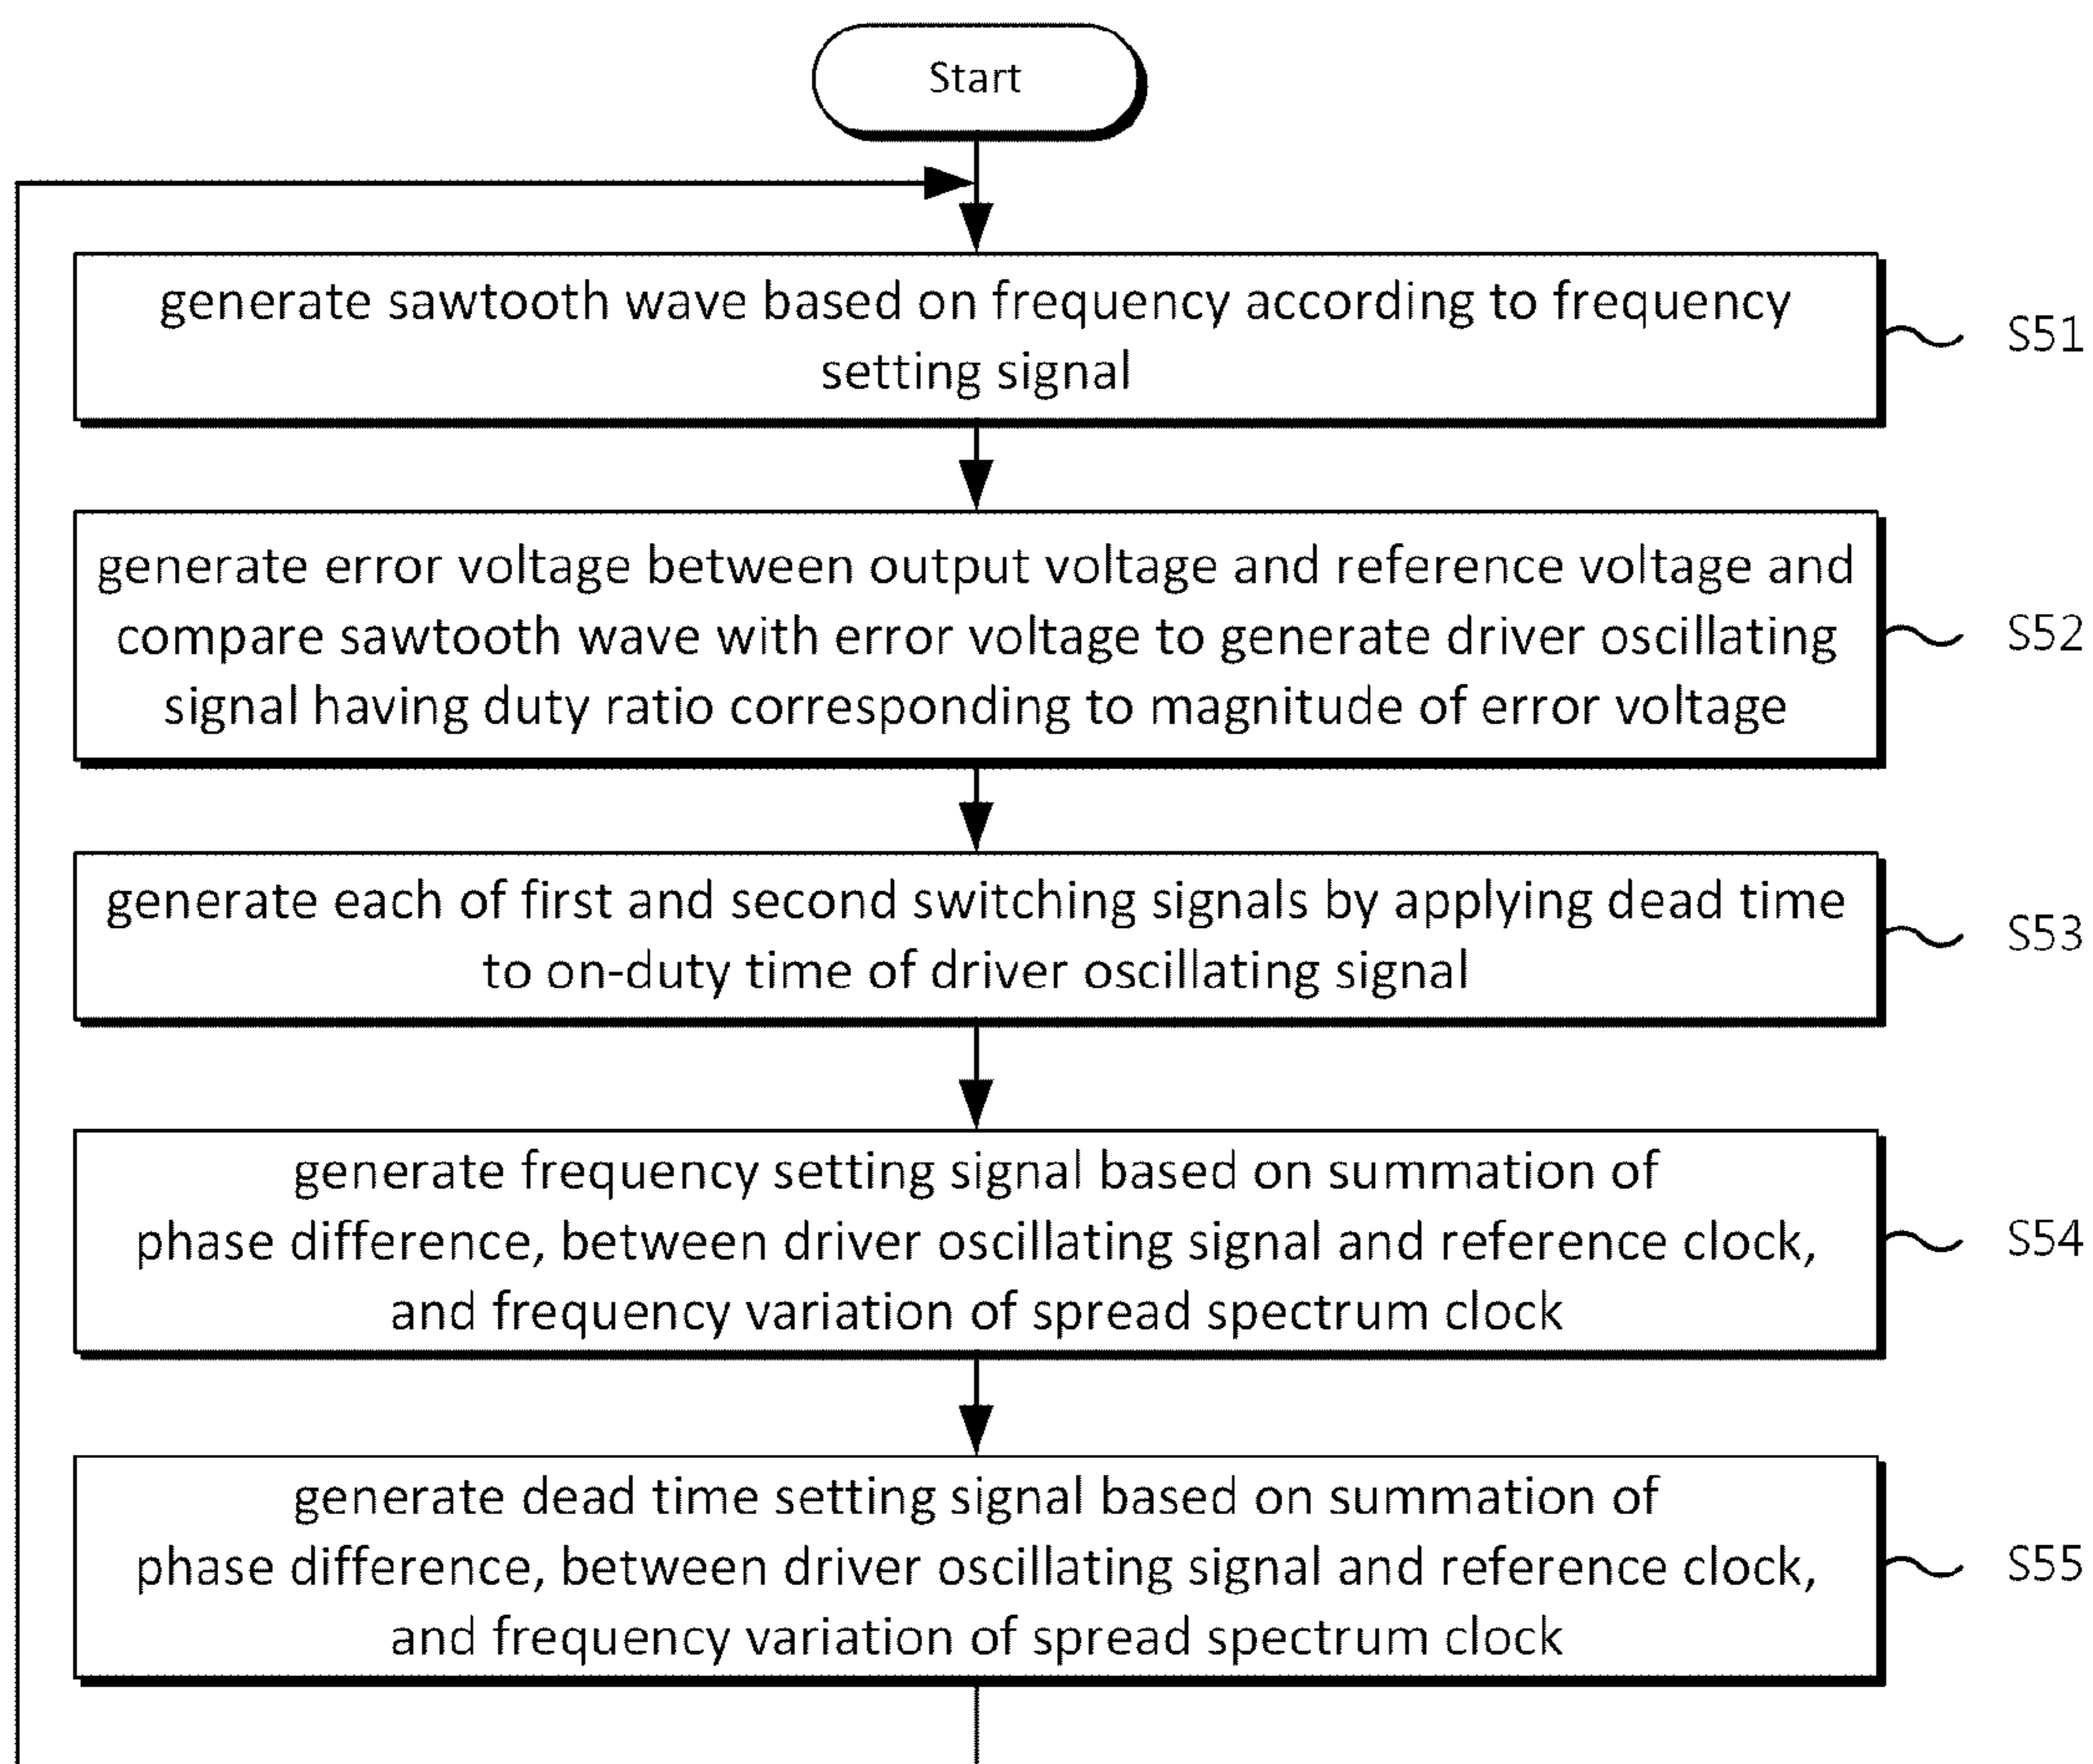 Start
generate sawtooth wave based on frequency according to frequency
setting signal
S51
generate error voltage between output voltage and reference voltage and
compare sawtooth wave with error voltage to generate driver oscillating
signal having duty ratio corresponding to magnitude of error voltage
S52
generate each of first and second switching signals by applying dead time
to on-duty time of driver oscillating signal
S53
generate frequency setting signal based on summation of
phase difference, between driver oscillating signal and reference clock,
and frequency variation of spread spectrum clock
S54
generate dead time setting signal based on summation of
phase difference, between driver oscillating signal and reference clock,
and frequency variation of spread spectrum clock
S55